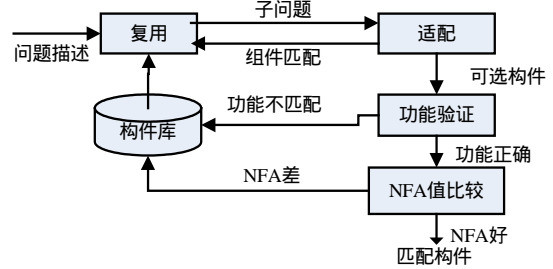 复用
子问题
适配
问题描述
组件匹配
可选构件
构件库
功能不匹配
功能验证
功能正确
NFA差
NFA值比较
NFA好
匹配构件